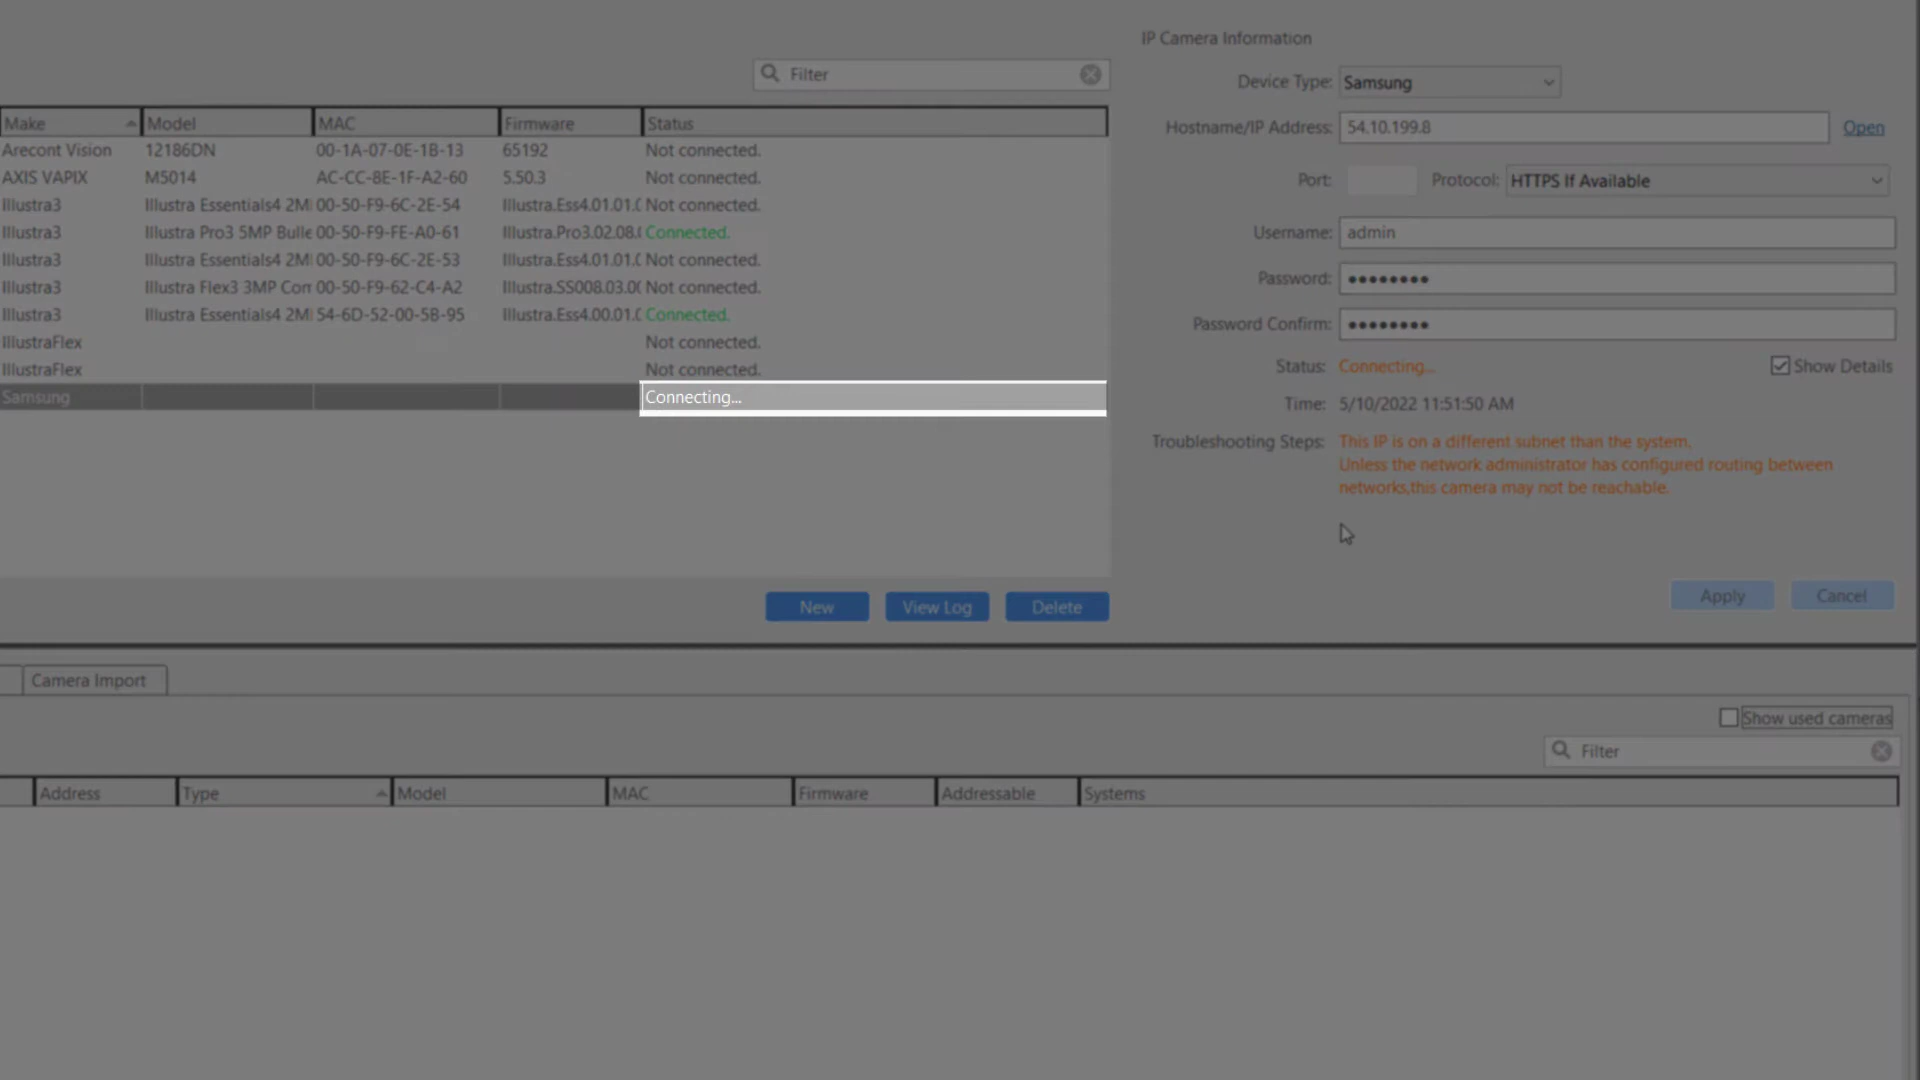 IP Camera Information
Filter
Device Type: Samsung
Hostname/IP Address: 54.10.199.8 Open
Port: Protocol: HTTPS If Available
Username: admin
Password: ••••••••
Password Confirm: ••••••••
Status: Connecting... Show Details
Time: 5/10/2022 11:51:50 AM
Troubleshooting Steps: This IP is on a different subnet than the system.
Unless the network administrator has configured routing between
networks,this camera may not be reachable.
Apply Cancel
Make Model MAC Firmware Status
Arecont Vision 12186DN 00-1A-07-0E-1B-13 65192 Not connected.
AXIS VAPIX M5014 AC-CC-8E-1F-A2-60 5.50.3 Not connected.
Illustra3 Illustra Essentials4 2M 00-50-F9-6C-2E-54 Illustra.Ess4.01.01.0 Not connected.
Illustra3 Illustra Pro3 5MP Bulle 00-50-F9-FE-A0-61 Illustra.Pro3.02.08. Connected.
Illustra3 Illustra Essentials4 2M 00-50-F9-6C-2E-53 Illustra.Ess4.01.01.0 Not connected.
Illustra3 Illustra Flex3 3MP Com 00-50-F9-62-C4-A2 Illustra.SS008.03.00 Not connected.
Illustra3 Illustra Essentials4 2M 54-6D-52-00-5B-95 Illustra.Ess4.00.01.0 Connected.
IllustraFlex Not connected.
IllustraFlex Not connected.
Samsung Connecting...
New View Log Delete
Camera Import
Show used cameras
Filter
Address Type Model MAC Firmware Addressable Systems